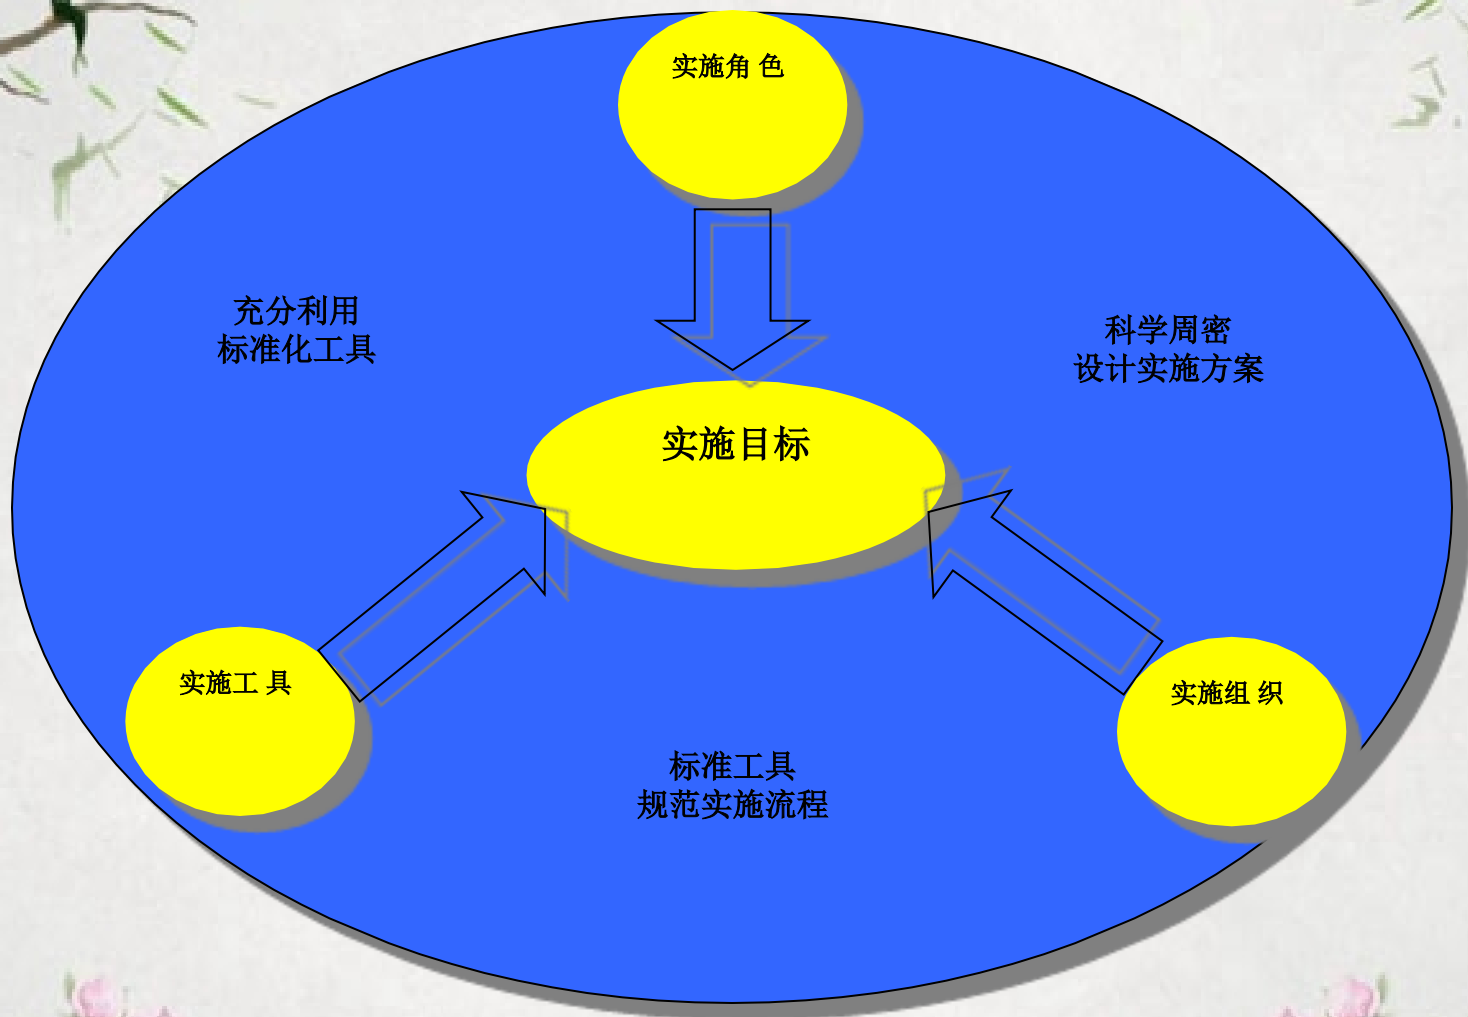 实施角 色
充分利用
标准化工具
科学周密
设计实施方案
实施目标
实施工 具
实施组 织
标准工具
规范实施流程